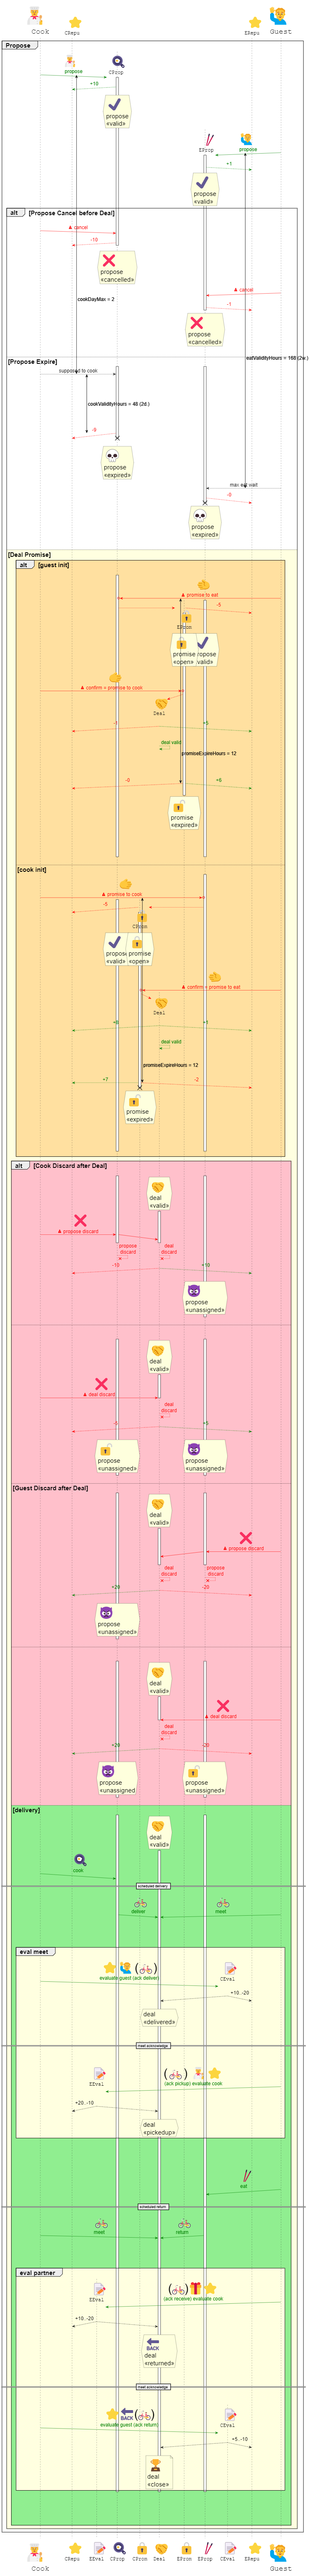 Cook
CRepu
ERepu
Guest
Propose
propose
CProp
+10
propose
«valid»
EProp
propose
+1
propose
«valid»
alt
[Propose Cancel before Deal]
cancel
-10
propose
«cancelled»
cancel
-1
propose
«cancelled»
cookDayMax = 2
[Propose Expire]
eatValidityHours = 168 (2w.)
supposed to cook
cookValidityHours = 48 (2d.)
-9
propose
«expired»
max eat wait
-0
propose
«expired»
[Deal Promise]
alt
[guest init]
promise to eat
-5
EProm
promise
«open»
propose
valid»
confirm = promise to cook
Deal
-1
+5
deal valid
promiseExpireHours = 12
-0
+0
promise
«expired»
[cook init]
promise to cook
-5
CProm
propose
«valid»
promise
«open»
confirm = promise to eat
Deal
+8
+1
deal valid
promiseExpireHours = 12
+7
-2
promise
«expired»
alt
[Cook Discard after Deal]
deal
«valid»
propose discard
propose
discard
deal
discard
-10
+10
propose
«unassigned»
deal
«valid»
deal discard
deal
discard
-5
+5
propose
«unassigned»
propose
«unassigned»
[Guest Discard after Deal]
deal
«valid»
propose discard
deal
discard
propose
discard
+20
-20
propose
«unassigned»
deal
«valid»
deal discard
deal
discard
+20
-20
propose
«unassigned
propose
«unassigned»
[delivery]
deal
«valid»
cook
scheduled delivery
deliver
meet
eval meet
evaluate guest (ack deliver)
CEval
+10..-20
deal
«delivered»
meet acknowledge
EEval
(ack pickup) evaluate cook
+20..-10
deal
«pickedup»
eat
scheduled return
meet
return
eval partner
EEval
(ack receive) evaluate cook
+10..-20
BACK
deal
«returned»
meet acknowledge
BACK
evaluate guest (ack return)
CEval
+5..-10
deal
«close»
Cook
CRepu
EEval
CProp
CProm
Deal
EProm
EProp
CEval
ERepu
Guest